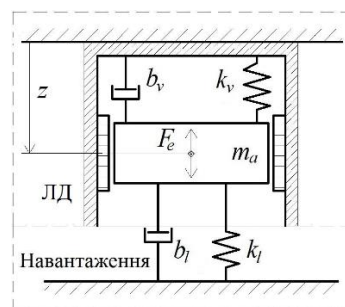 b_v
k_v
z
F_e
m_a
ЛД
Навантаження
b_l
k_l